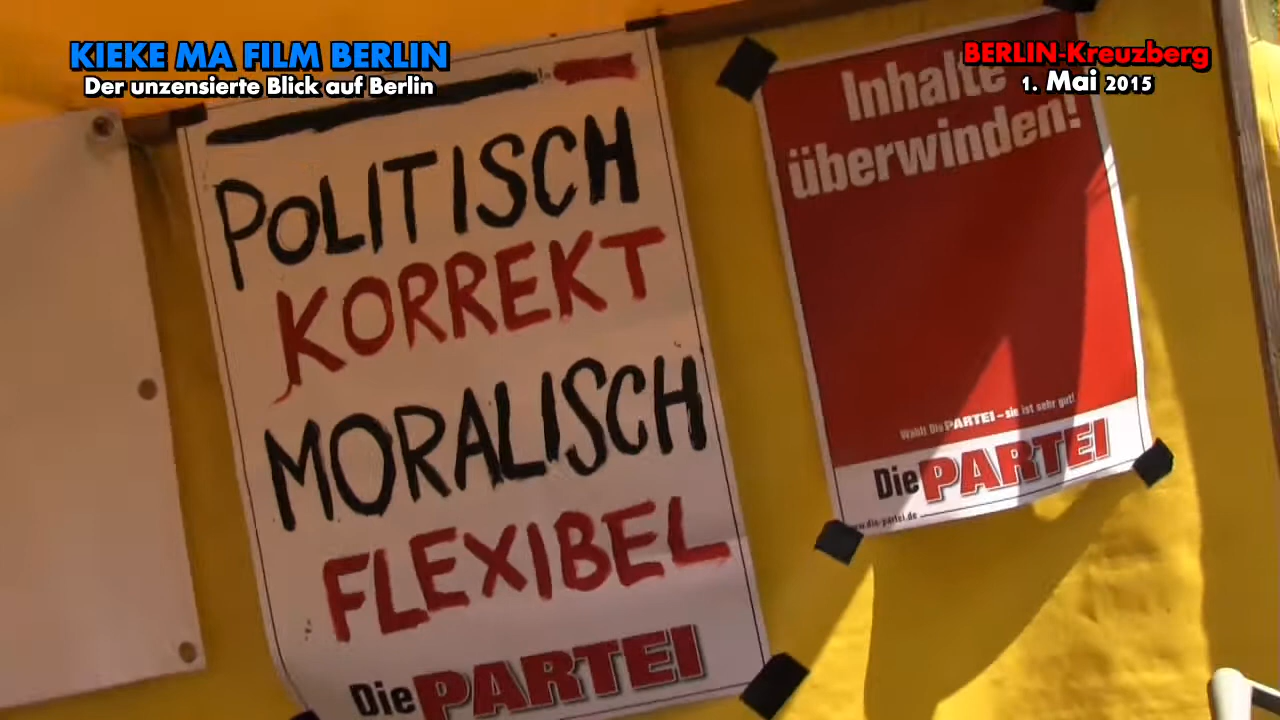 KIEKE MA FILM BERLIN
Der unzensierte Blick auf Berlin
BERLIN-Kreuzberg
1. Mai 2015
POLITISCH
KORREKT
MORALISCH
FLEXIBEL
Die PARTEI
Inhalte
überwinden!
Wählt Die PARTEI – sie ist sehr gut!
Die PARTEI
www.die-partei.de